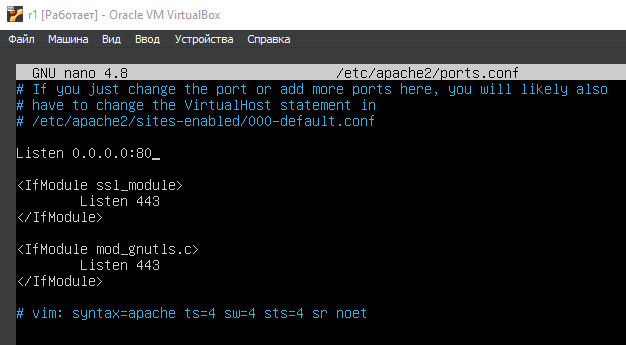 r1 [Работает] - Oracle VM VirtualBox
Файл Машина Вид Ввод Устройства Справка
GNU nano 4.8 /etc/apache2/ports.conf
# If you just change the port or add more ports here, you will likely also
# have to change the VirtualHost statement in
# /etc/apache2/sites-enabled/000-default.conf
Listen 0.0.0.0:80_
<IfModule ssl_module>
Listen 443
</IfModule>
<IfModule mod_gnutls.c>
Listen 443
</IfModule>
# vim: syntax=apache ts=4 sw=4 sts=4 sr noet